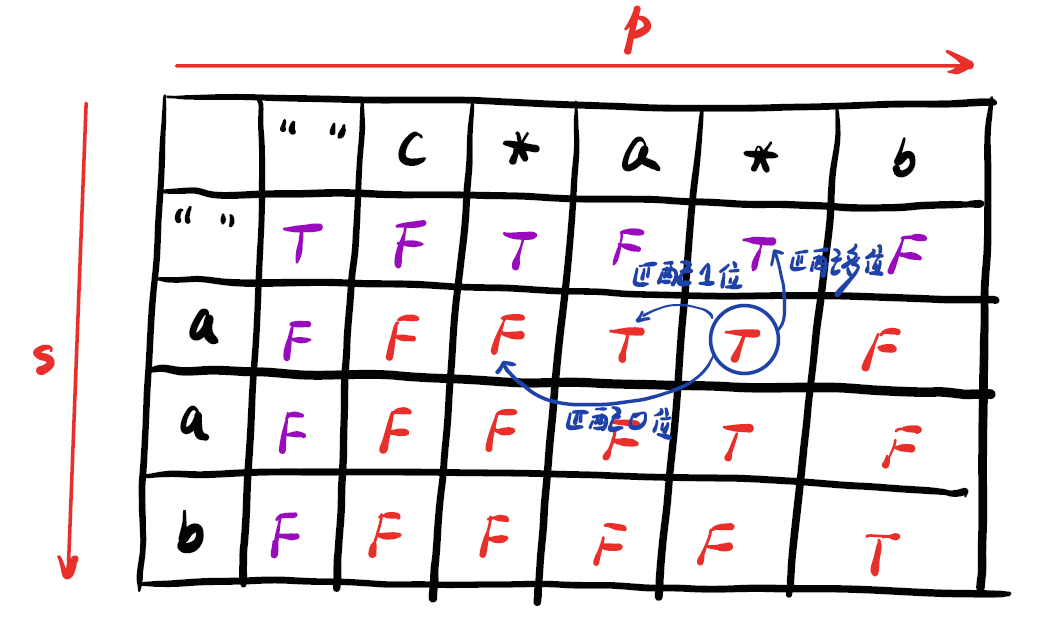 p
s
“ ” c * a * b
“ ” T F T F T F
匹配1位 匹配多位
a F F F T T F
匹配0位
a F F F F T F
b F F F F F T